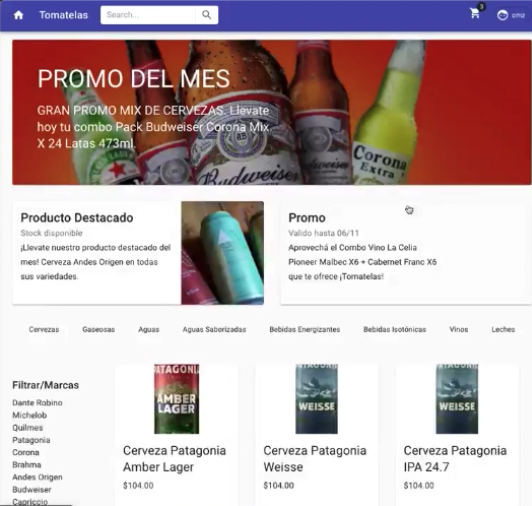 Tomatelas
Search...
3
PROMO DEL MES
GRAN PROMO MIX DE CERVEZAS. Llevate
hoy tu combo Pack Budweiser Corona Mix
X 24 Latas 473ml.
Budweiser
Corona
Extra
Producto Destacado
Stock disponible
¡Llevate nuestro producto destacado del
mes! Cerveza Andes Origen en todas
sus variedades.
Promo
Valido hasta 06/11
Aprovechá el Combo Vino La Celia
Pioneer Malbec X6 + Cabernet Franc X6
que te ofrece ¡Tomatelas!
Cervezas Gaseosas Aguas Aguas Saborizadas Bebidas Energizantes Bebidas Isotónicas Vinos Leches
Filtrar/Marcas
Dante Robino
Michelob
Quilmes
Patagonia
Corona
Brahma
Andes Origen
Budweiser
Capriccio
PATAGONIA
AMBER
LAGER
Cerveza Patagonia
Amber Lager
$104.00
PATAGONIA
WEISSE
Cerveza Patagonia
Weisse
$104.00
PATAGONIA
WEISSE
Cerveza Patagonia
IPA 24.7
$104.00